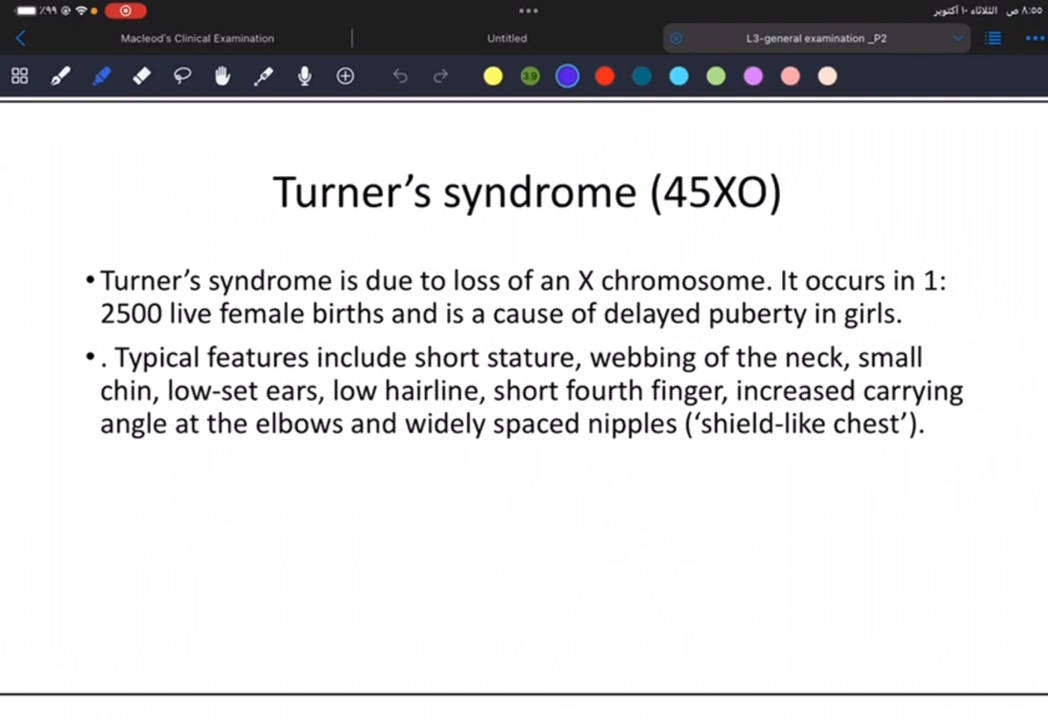 ٪٩٩ ٨:٥٥ ص الثلاثاء ١٠ أكتوبر
Macleod's Clinical Examination Untitled L3-general examination _P2
3.9
Turner's syndrome (45XO)
• Turner's syndrome is due to loss of an X chromosome. It occurs in 1:
2500 live female births and is a cause of delayed puberty in girls.
• . Typical features include short stature, webbing of the neck, small
chin, low-set ears, low hairline, short fourth finger, increased carrying
angle at the elbows and widely spaced nipples (‘shield-like chest’).